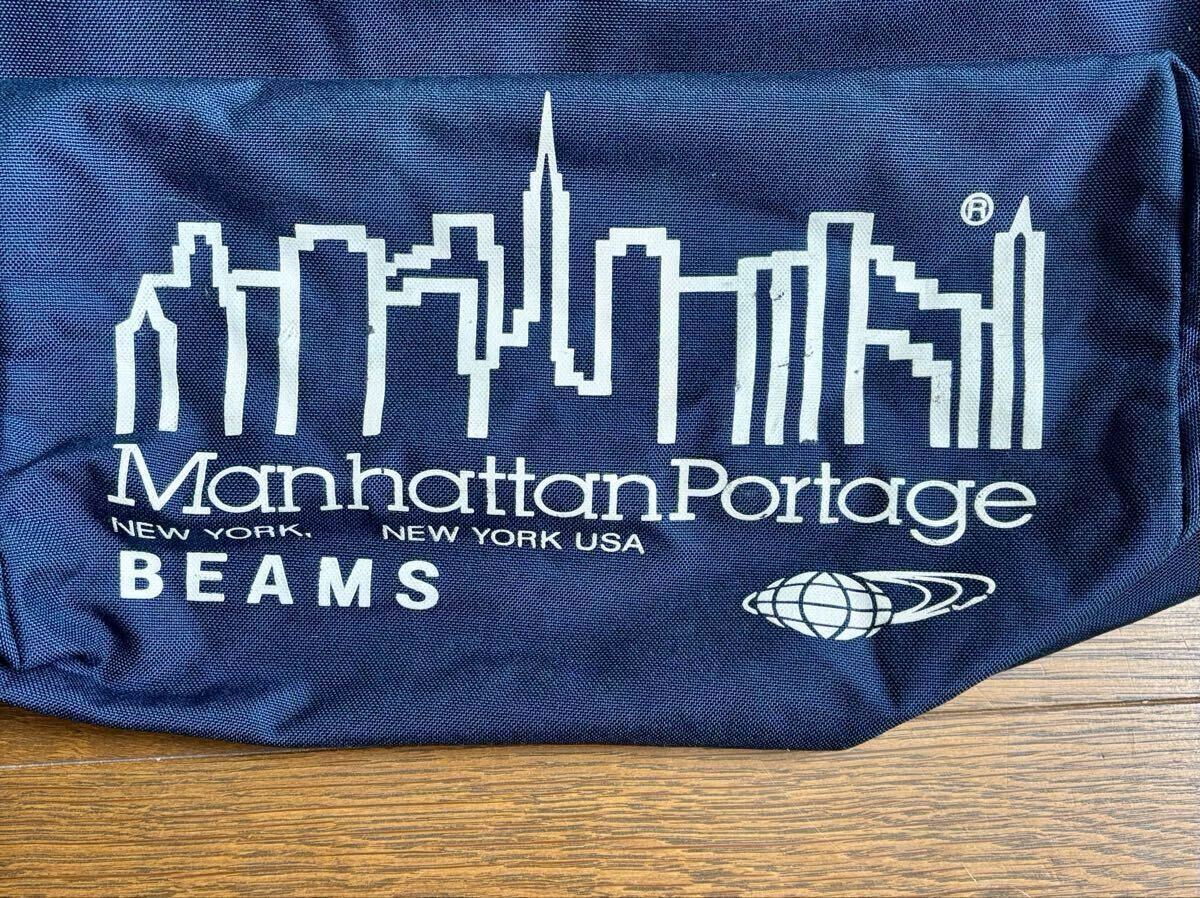 ®
Manhattan Portage
NEW YORK, NEW YORK USA
BEAMS